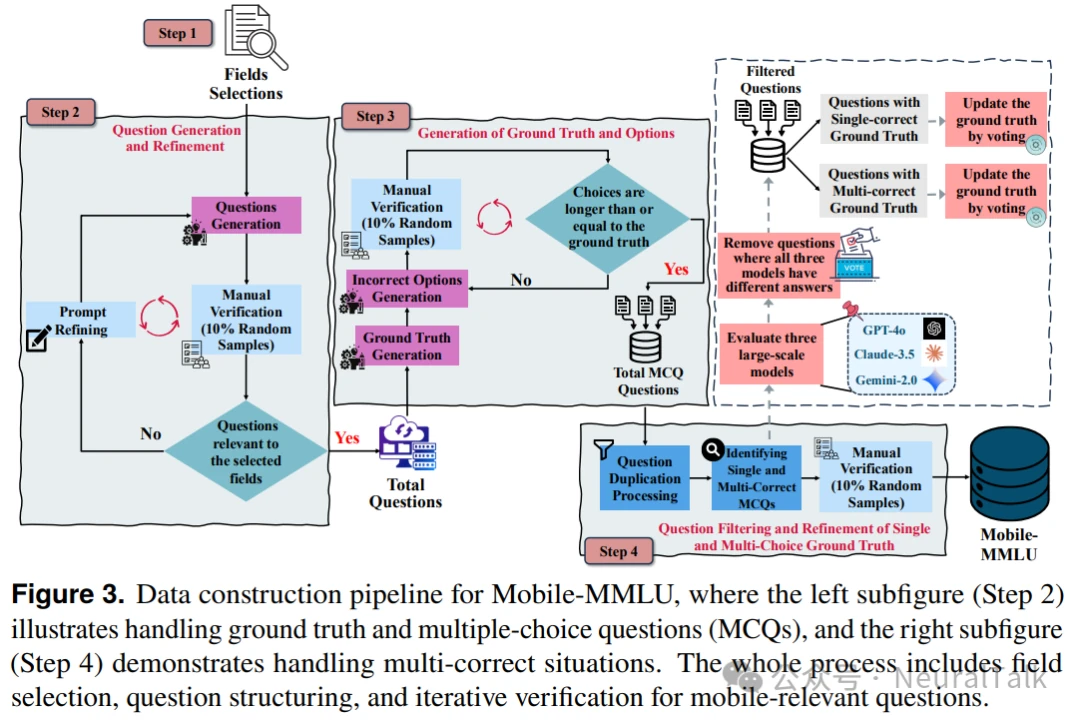 Step 1
Fields
Selections
Step 2
Question Generation
and Refinement
Questions
Generation
Prompt
Refining
Manual
Verification
(10% Random
Samples)
No
Questions
relevant to
the selected
fields
Yes
Total
Questions
Step 3
Generation of Ground Truth and Options
Manual
Verification
(10% Random
Samples)
Choices are
longer than or
equal to the
ground truth
No
Yes
Incorrect Options
Generation
Ground Truth
Generation
Total MCQ
Questions
Filtered
Questions
Questions with
Single-correct
Ground Truth
Update the
ground truth
by voting
Questions with
Multi-correct
Ground Truth
Update the
ground truth
by voting
Remove questions
where all three
models have
different answers
VOTE
Evaluate three
large-scale
models
GPT-4o
Claude-3.5
Gemini-2.0
Question
Duplication
Processing
Identifying
Single and
Multi-Correct
MCQs
Manual
Verification
(10% Random
Samples)
Question Filtering and Refinement of Single
and Multi-Choice Ground Truth
Step 4
Mobile-
MMLU
Figure 3. Data construction pipeline for Mobile-MMLU, where the left subfigure (Step 2)
illustrates handling ground truth and multiple-choice questions (MCQs), and the right subfigure
(Step 4) demonstrates handling multi-correct situations. The whole process includes field
selection, question structuring, and iterative verification for mobile-relevant questions.
公众号 · NeuralTalk